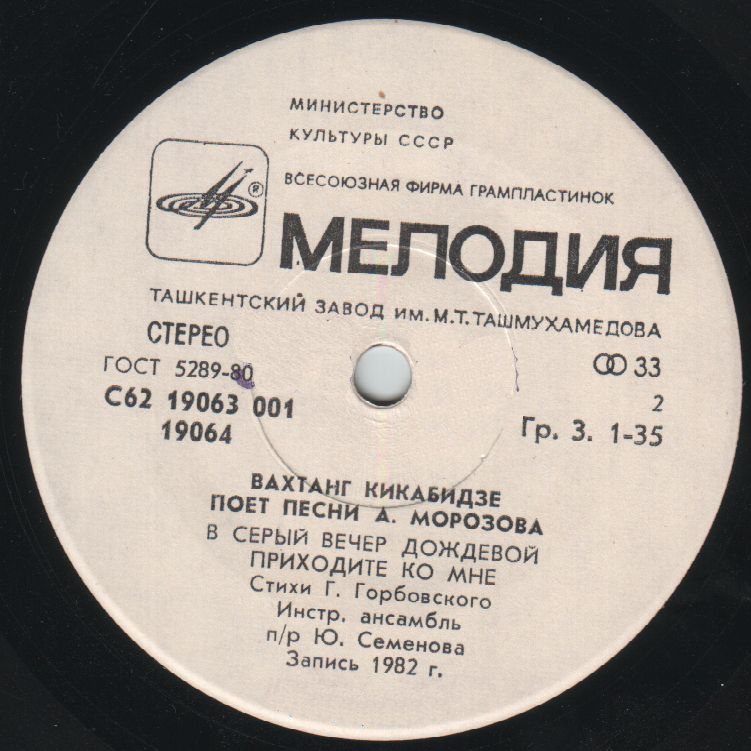 МИНИСТЕРСТВО
КУЛЬТУРЫ СССР
ВСЕСОЮЗНАЯ ФИРМА ГРАМПЛАСТИНОК
®
МЕЛОДИЯ
ТАШКЕНТСКИЙ ЗАВОД ИМ. М.Т. ТАШМУХАМЕДОВА
СТЕРЕО
ГОСТ 5289-80
33
С62 19063 001
2
19064
Гр. 3. 1-35
ВАХТАНГ КИКАБИДЗЕ
ПОЕТ ПЕСНИ А. МОРОЗОВА
В СЕРЫЙ ВЕЧЕР ДОЖДЕВОЙ
ПРИХОДИТЕ КО МНЕ
Стихи Г. Горбовского
Инстр. ансамбль
п/р Ю. Семенова
Запись 1982 г.